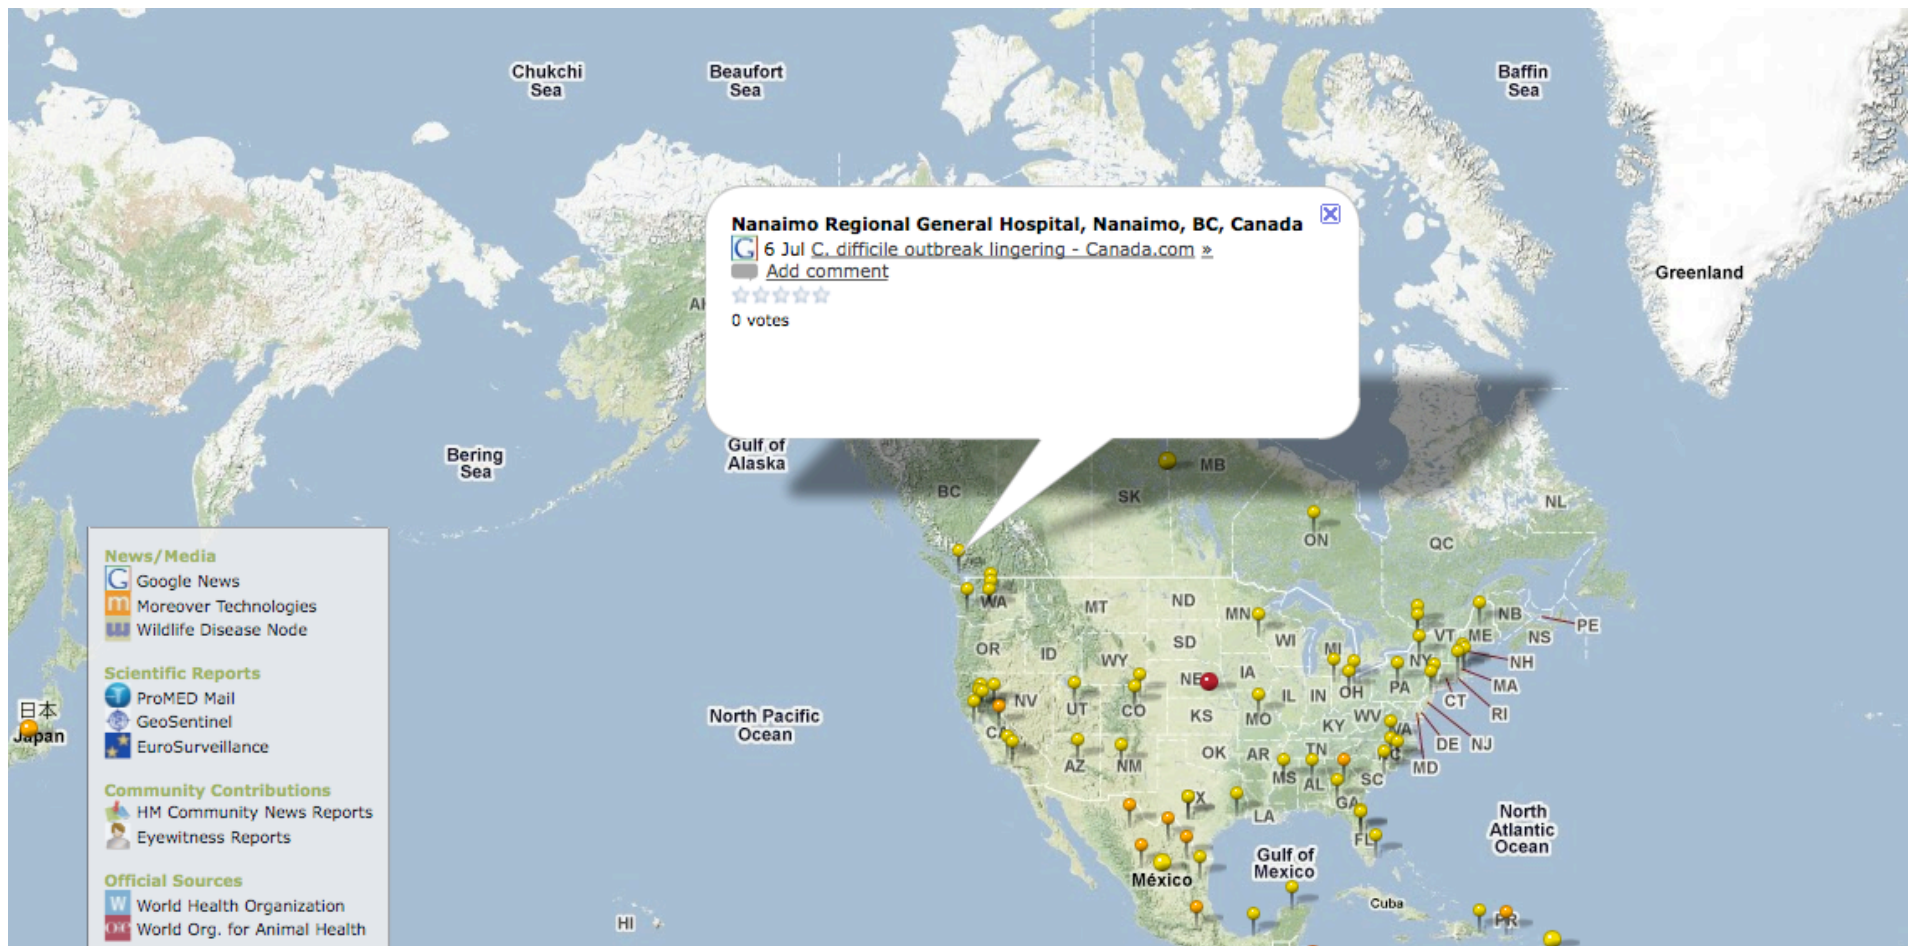 Chukchi
Sea
Beaufort
Sea
Baffin
Sea
Greenland
Nanaimo Regional General Hospital, Nanaimo, BC, Canada
6 Jul C. difficile outbreak lingering - Canada.com »
Add comment
0 votes
Bering
Sea
Gulf of
Alaska
BC
SK
MB
ON
QC
NL
NB
PE
NS
WA
MT
ND
MN
WI
MI
VT
ME
NH
OR
ID
WY
SD
IA
NY
MA
NE
IL
IN
OH
PA
CT
RI
NV
UT
CO
KS
MO
KY
WV
VA
DE
NJ
CA
AZ
NM
OK
AR
TN
NC
MD
MS
AL
SC
GA
LA
FL
North Pacific
Ocean
North
Atlantic
Ocean
Gulf of
Mexico
México
Cuba
PR
HI
日本
Japan
News/Media
Google News
Moreover Technologies
Wildlife Disease Node
Scientific Reports
ProMED Mail
GeoSentinel
EuroSurveillance
Community Contributions
HM Community News Reports
Eyewitness Reports
Official Sources
World Health Organization
World Org. for Animal Health